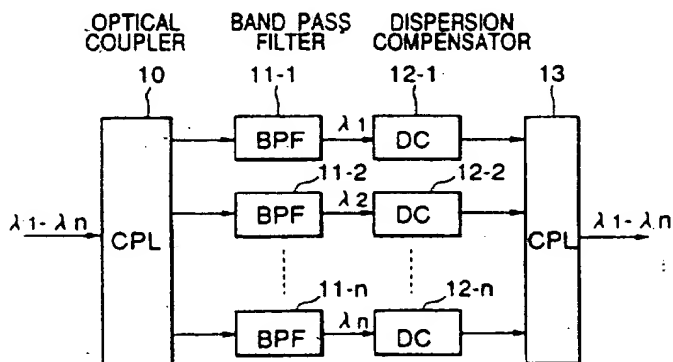 OPTICAL COUPLER
BAND PASS FILTER
DISPERSION COMPENSATOR
10
11-1
12-1
13
BPF
λ1
DC
11-2
12-2
BPF
λ2
DC
λ1-λn
CPL
CPL
λ1-λn
11-n
12-n
BPF
λn
DC